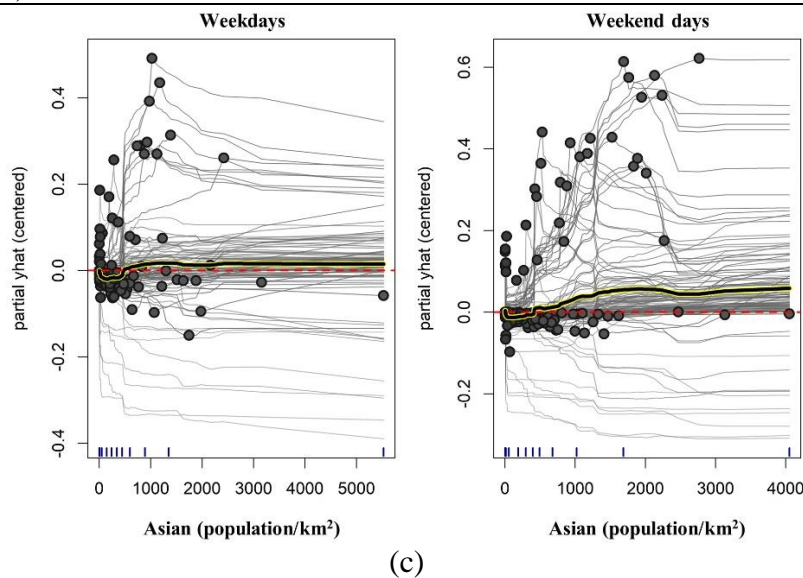 Weekdays
Weekend days
partial yhat (centered)
0.4
0.2
0.0
-0.2
-0.4
0 1000 2000 3000 4000 5000
Asian (population/km²)
partial yhat (centered)
0.6
0.4
0.2
0.0
-0.2
0 1000 2000 3000 4000
Asian (population/km²)
(c)